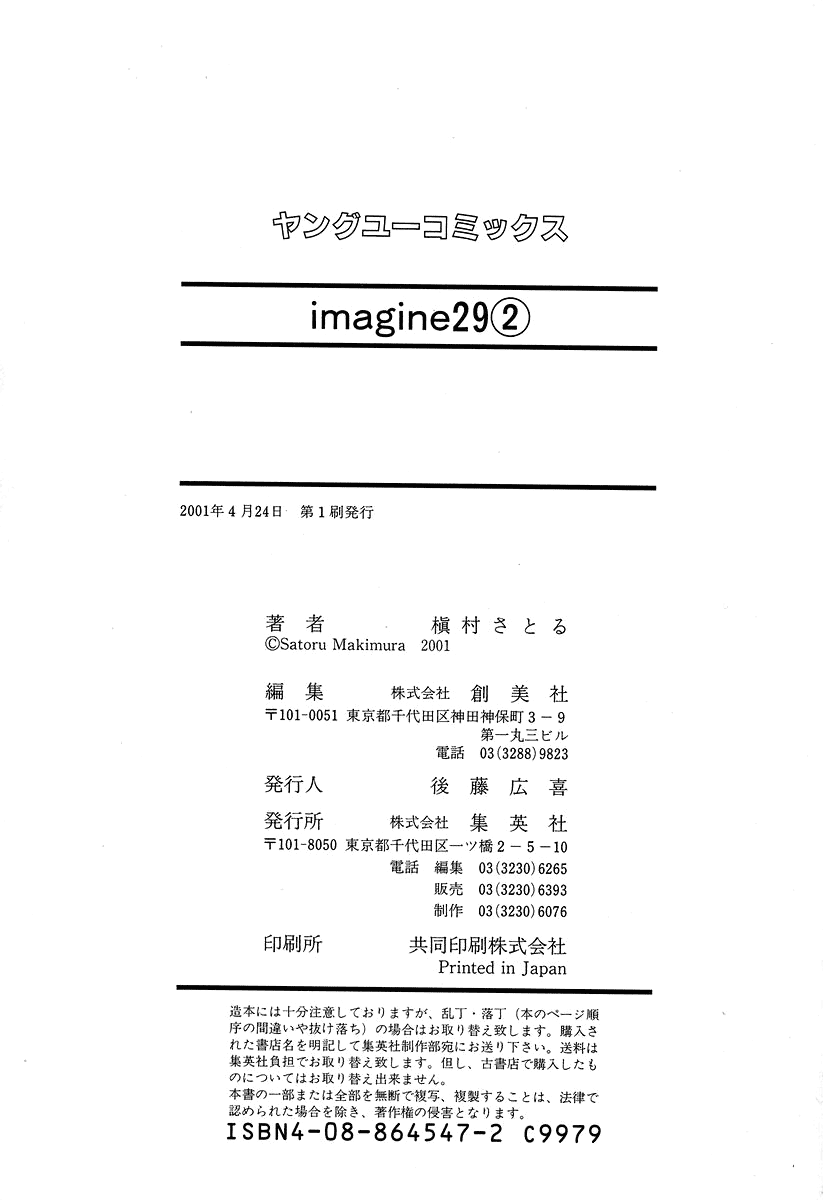 ヤングユーコミックス
imagine29②
2001年4月24日　第1刷発行
著者　槇村さとる
©Satoru Makimura　2001
編集　株式会社　創美社
〒101-0051　東京都千代田区神田神保町3－9
第一丸三ビル
電話　03(3288)9823
発行人　後藤広喜
発行所　株式会社　集英社
〒101-8050　東京都千代田区一ツ橋2－5－10
電話　編集　03(3230)6265
販売　03(3230)6393
制作　03(3230)6076
印刷所　共同印刷株式会社
Printed in Japan
造本には十分注意しておりますが、乱丁・落丁（本のページ順
序の間違いや抜け落ち）の場合はお取り替え致します。購入さ
れた書店名を明記して集英社制作部宛にお送り下さい。送料は
集英社負担でお取り替え致します。但し、古書店で購入したも
のについてはお取り替え出来ません。
本書の一部または全部を無断で複写、複製することは、法律で
認められた場合を除き、著作権の侵害となります。
ISBN4-08-864547-2 C9979